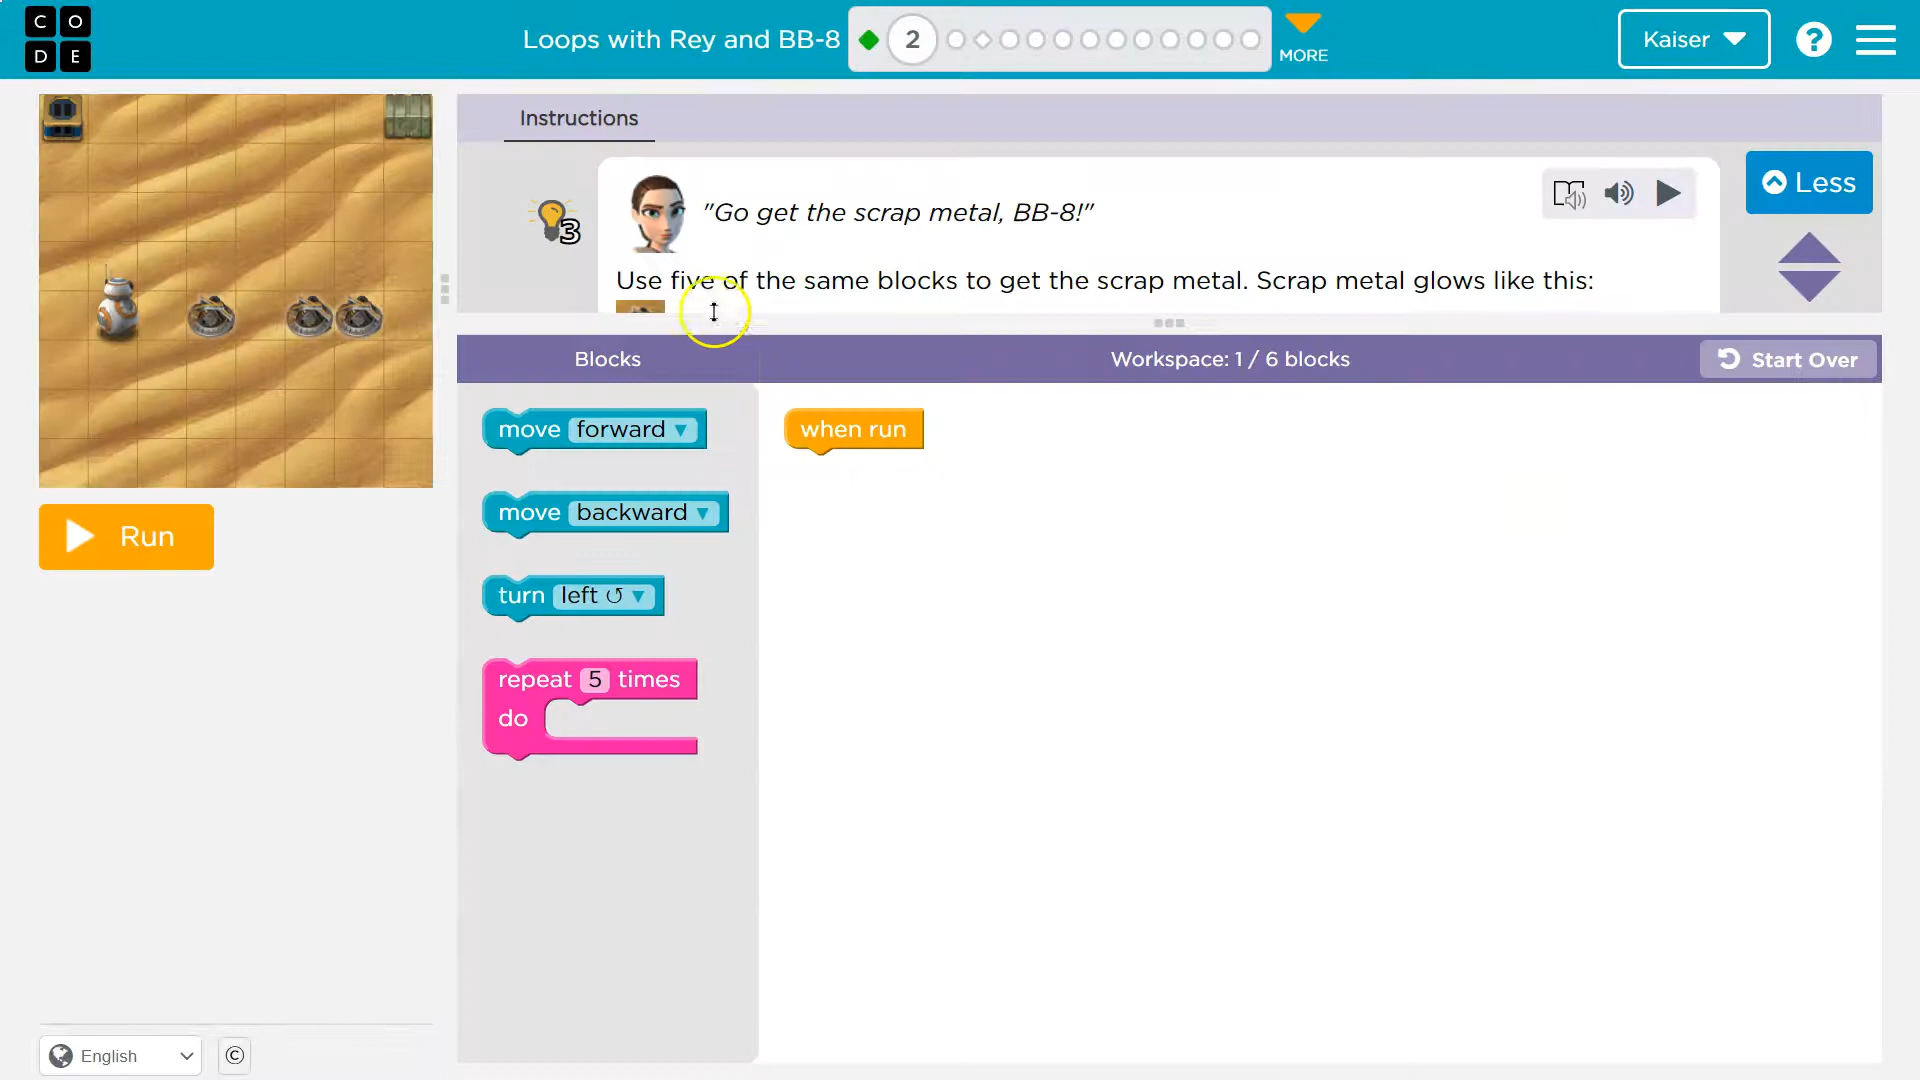 C O
D E
Loops with Rey and BB-8
2
MORE
Kaiser
?
Instructions
3
"Go get the scrap metal, BB-8!"
Less
Use five of the same blocks to get the scrap metal. Scrap metal glows like this:
Blocks
Workspace: 1 / 6 blocks
Start Over
move forward
when run
move backward
Run
turn left ↺
repeat 5 times
do
English
©